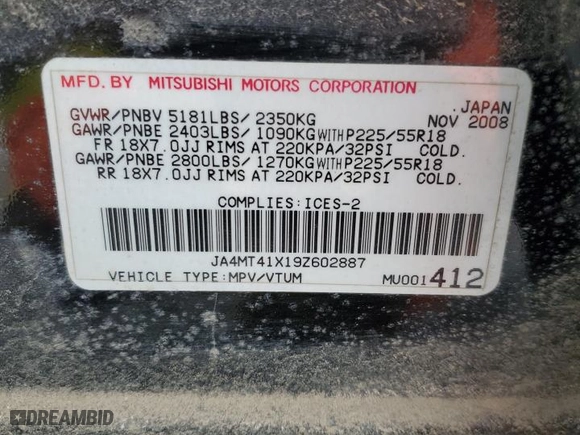 MFD. BY MITSUBISHI MOTORS CORPORATION
GVWR/PNBV 5181LBS/ 2350KG JAPAN
GAWR/PNBE 2403LBS/ 1090KG WITH P225/55R18 NOV 2008
FR 18X7.0JJ RIMS AT 220KPA/32PSI COLD.
GAWR/PNBE 2800LBS/ 1270KG WITH P225/55R18
RR 18X7.0JJ RIMS AT 220KPA/32PSI COLD.
COMPLIES:ICES-2
JA4MT41X19Z602887
VEHICLE TYPE:MPV/VTUM MU001412
DREAMBID